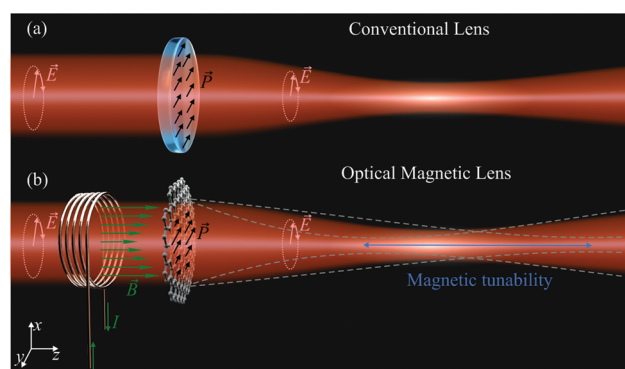 (a)
Conventional Lens
E
P
E
(b)
Optical Magnetic Lens
E
P
E
B
Magnetic tunability
I
x
y
z